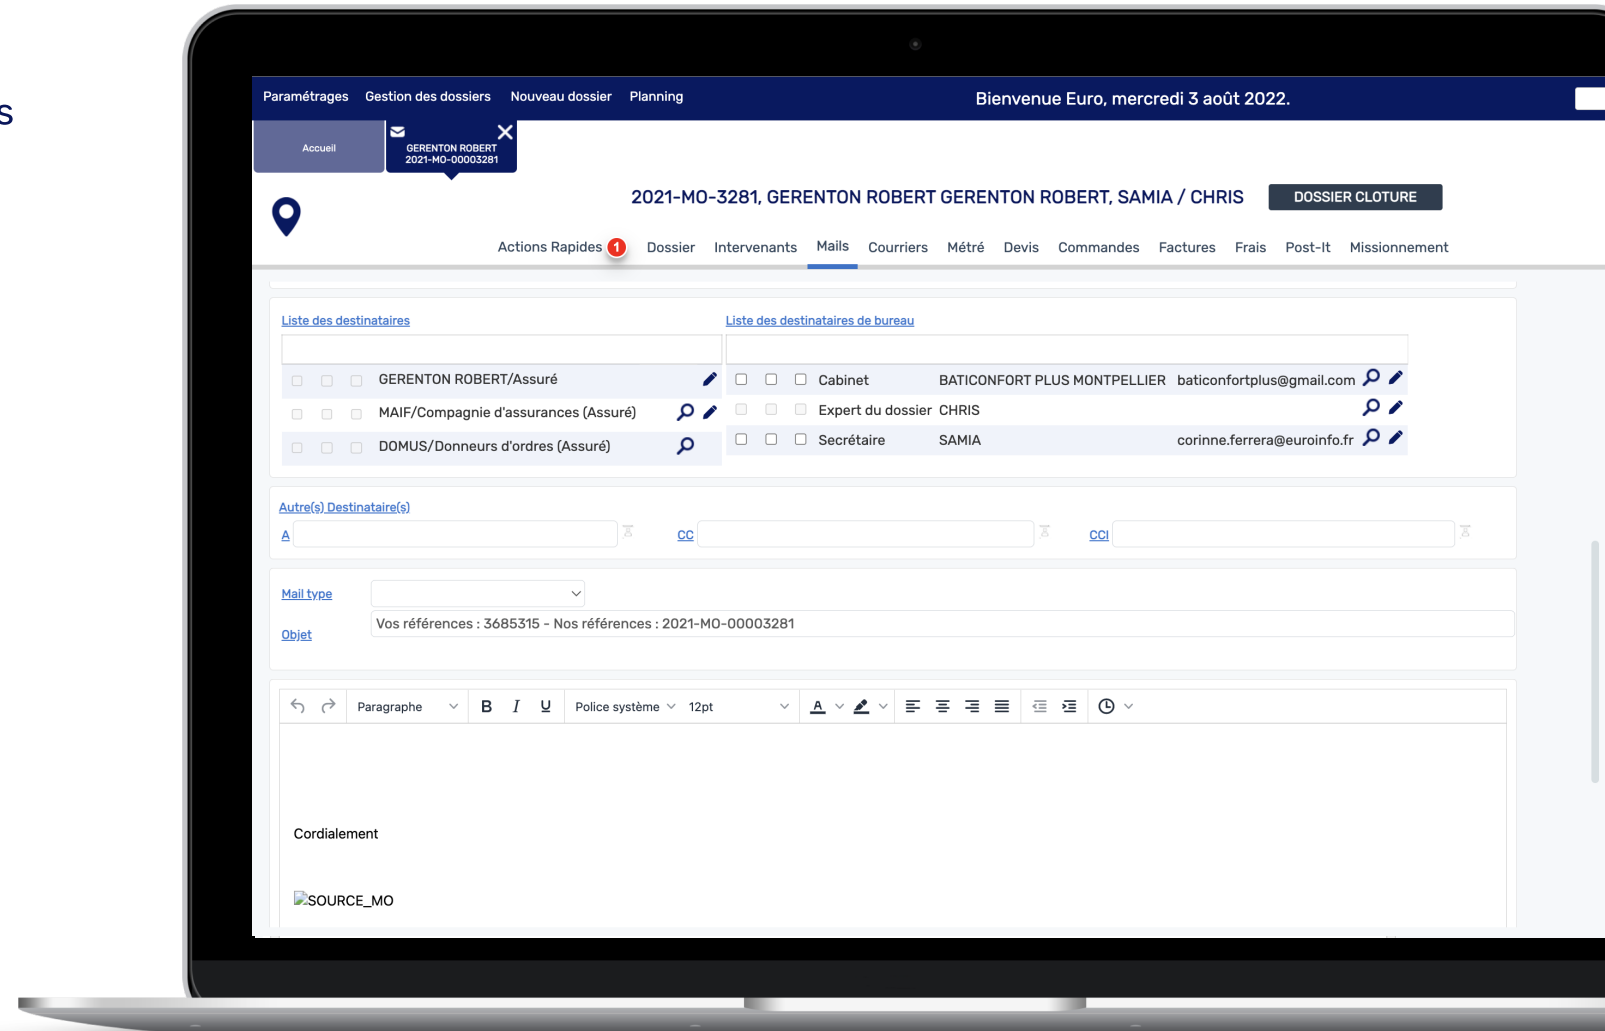 s
Paramétrages Gestion des dossiers Nouveau dossier Planning Bienvenue Euro, mercredi 3 août 2022.
Accueil
GERENTON ROBERT
2021-MO-00003281
2021-MO-3281, GERENTON ROBERT GERENTON ROBERT, SAMIA / CHRIS DOSSIER CLOTURE
Actions Rapides 1 Dossier Intervenants Mails Courriers Métré Devis Commandes Factures Frais Post-It Missionnement
Liste des destinataires
GERENTON ROBERT/Assuré
MAIF/Compagnie d'assurances (Assuré)
DOMUS/Donneurs d'ordres (Assuré)
Liste des destinataires de bureau
Cabinet BATICONFORT PLUS MONTPELLIER baticonfortplus@gmail.com
Expert du dossier CHRIS
Secrétaire SAMIA corinne.ferrera@euroinfo.fr
Autre(s) Destinataire(s)
A CC CCI
Mail type
Objet Vos références : 3685315 - Nos références : 2021-MO-00003281
Paragraphe B I U Police système 12pt A
Cordialement
SOURCE_MO